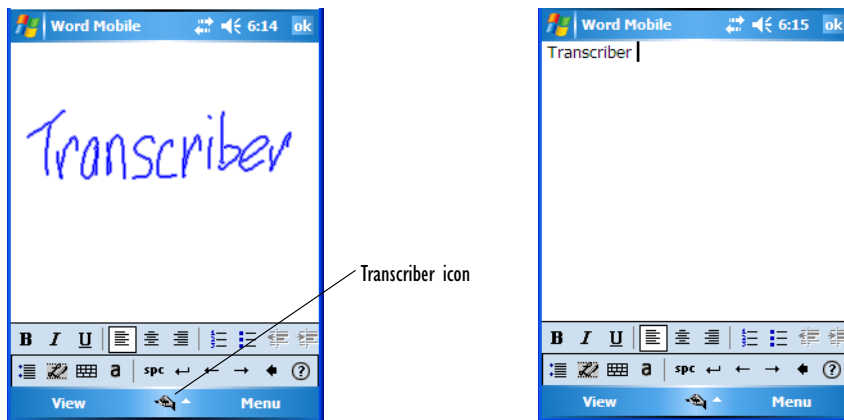 Word Mobile 6:14 ok
Transcriber
B I U
a spc
View Menu
Transcriber icon
Word Mobile 6:15 ok
Transcriber
B I U
a spc
View Menu